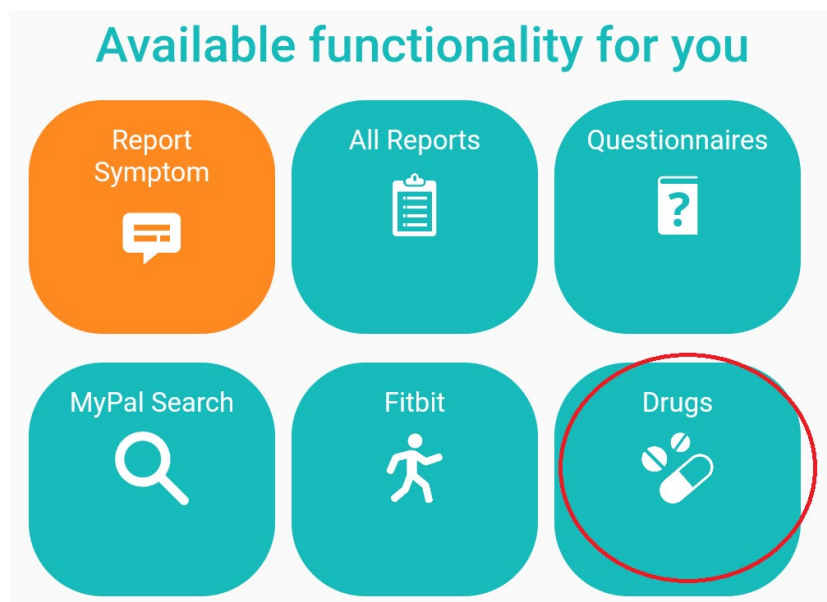 Available functionality for you
Report
Symptom
All Reports
Questionnaires
?
MyPal Search
Fitbit
Drugs